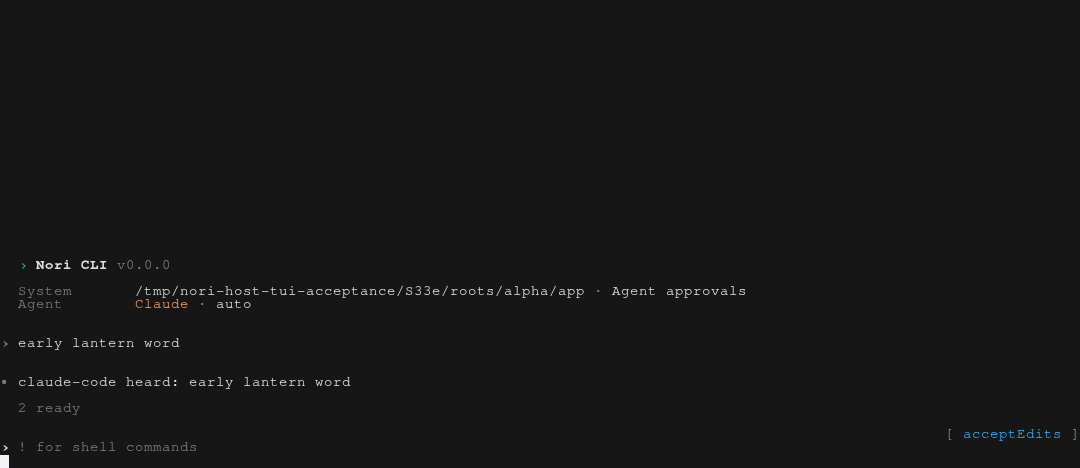 › Nori CLI v0.0.0
System /tmp/nori-host-tui-acceptance/S33e/roots/alpha/app · Agent approvals
Agent Claude · auto
› early lantern word
• claude-code heard: early lantern word
2 ready
[ acceptEdits ]
› ! for shell commands